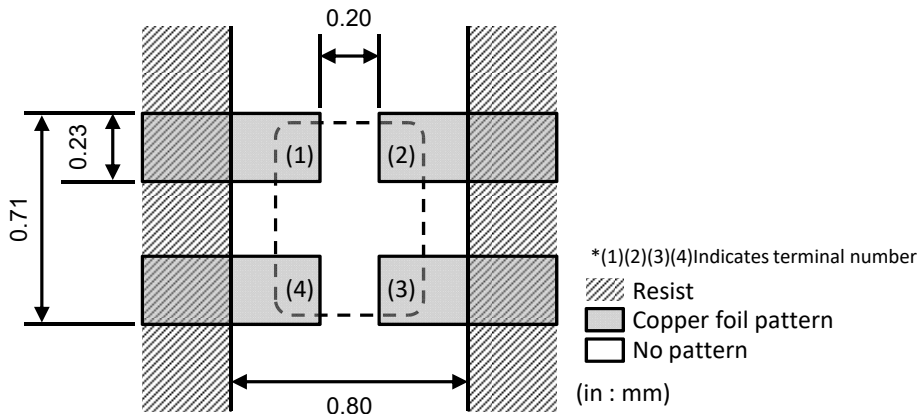 0.20
0.23
0.71
(1)
(2)
(4)
(3)
0.80
*(1)(2)(3)(4)Indicates terminal number
Resist
Copper foil pattern
No pattern
(in : mm)